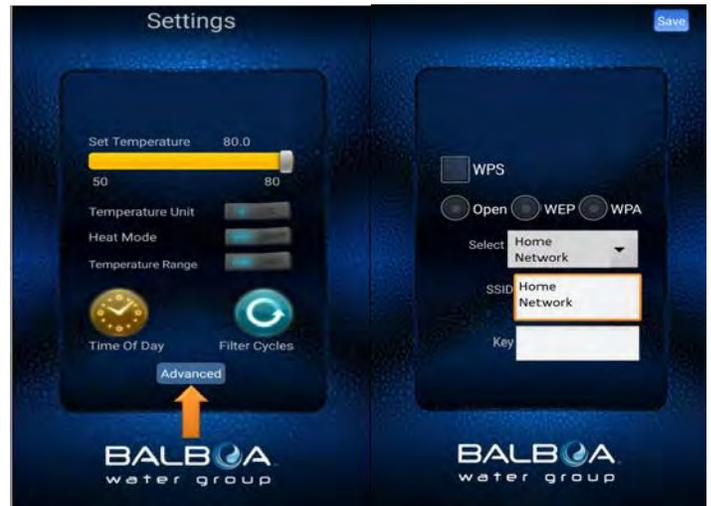 Settings
Set Temperature 80.0
50 80
Temperature Unit
Heat Mode
Temperature Range
Time Of Day Filter Cycles
Advanced
BALBOA
water group
Save
WPS
Open WEP WPA
Select Home
Network
SSID Home
Network
Key
BALBOA
water group